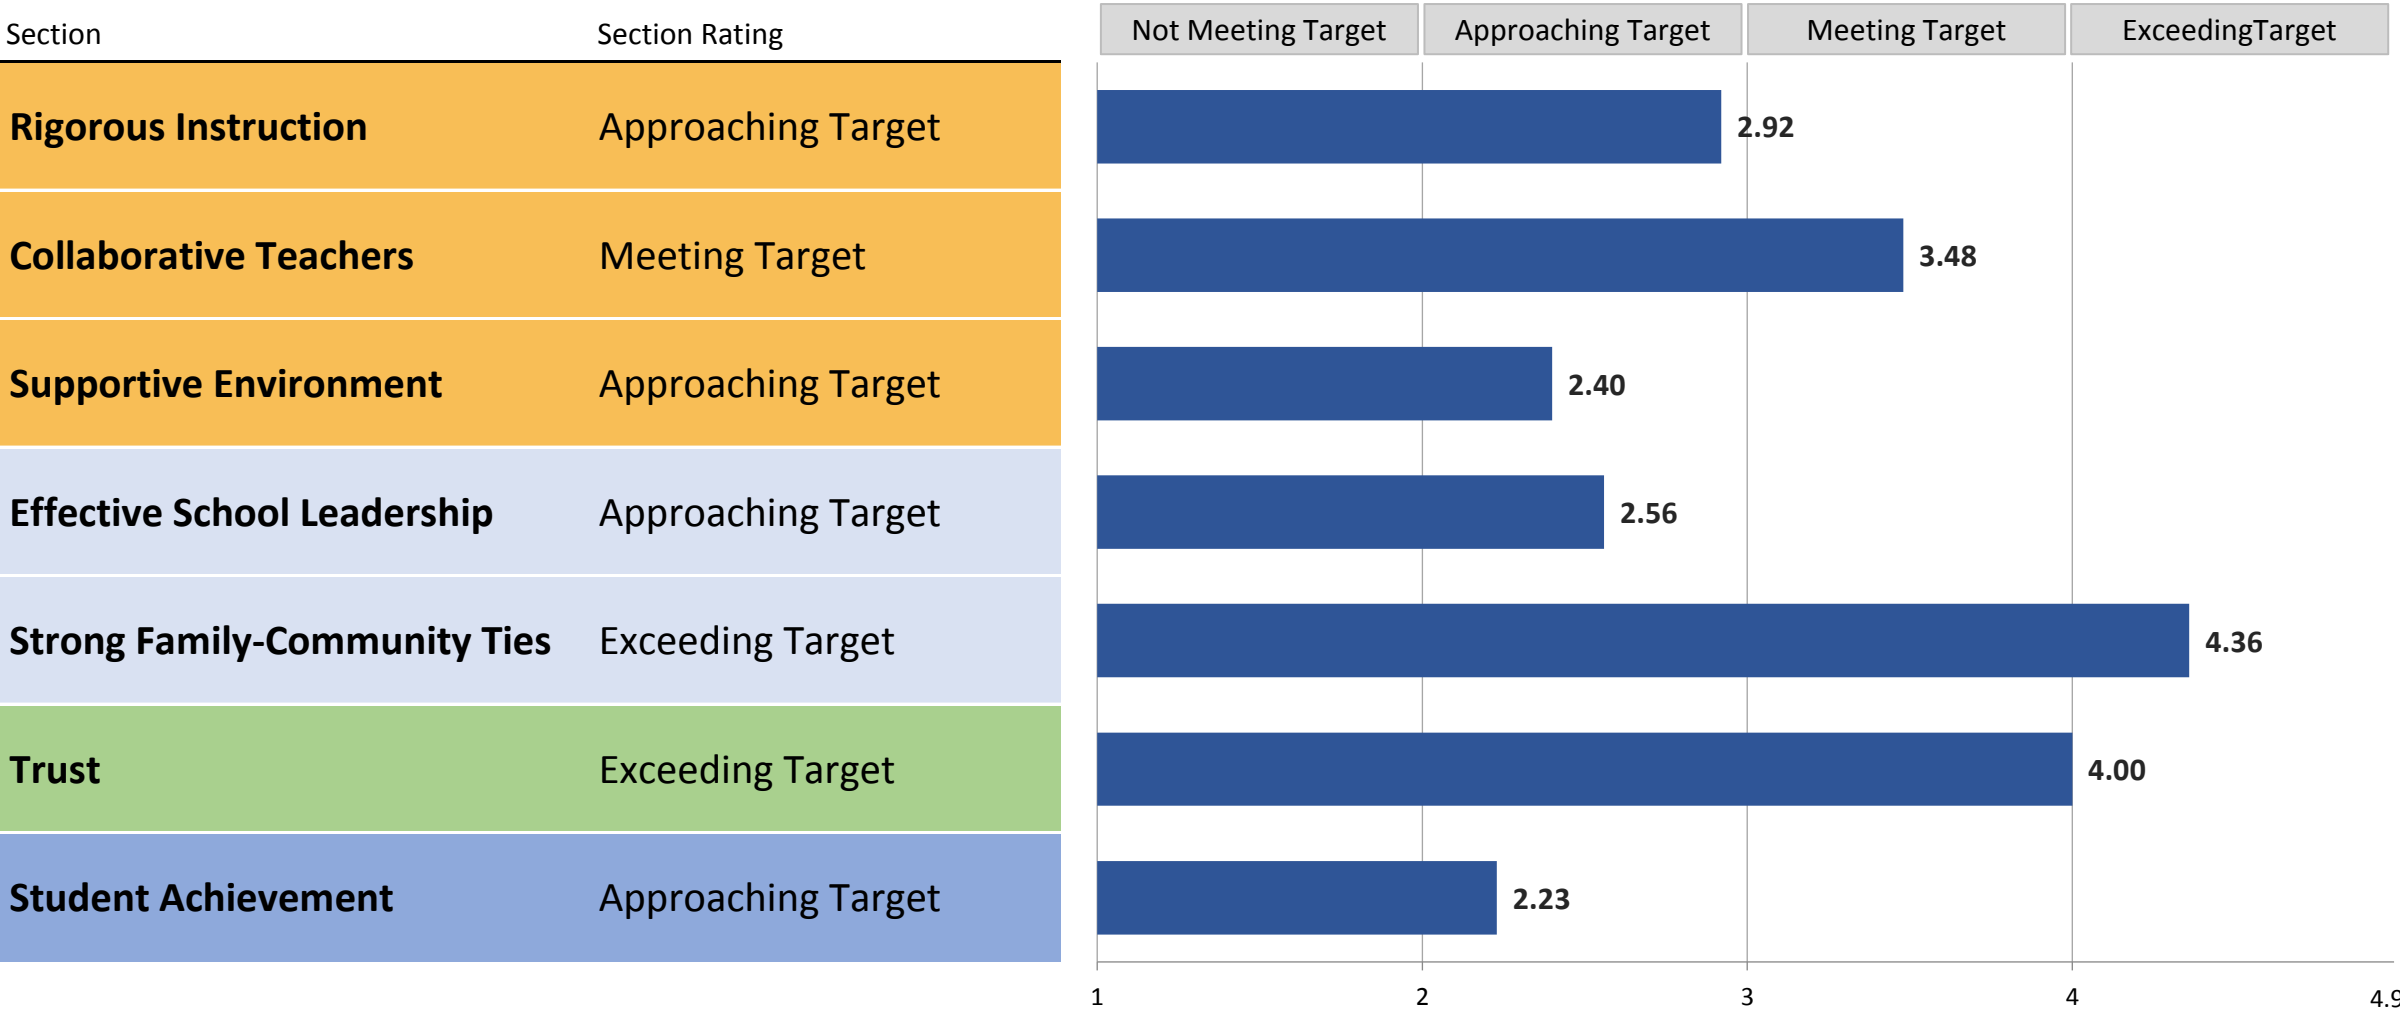 Section Section Rating Not Meeting Target Approaching Target Meeting Target ExceedingTarget
Rigorous Instruction Approaching Target 2.92
Collaborative Teachers Meeting Target 3.48
Supportive Environment Approaching Target 2.40
Effective School Leadership Approaching Target 2.56
Strong Family-Community Ties Exceeding Target 4.36
Trust Exceeding Target 4.00
Student Achievement Approaching Target 2.23
1 2 3 4 4.9